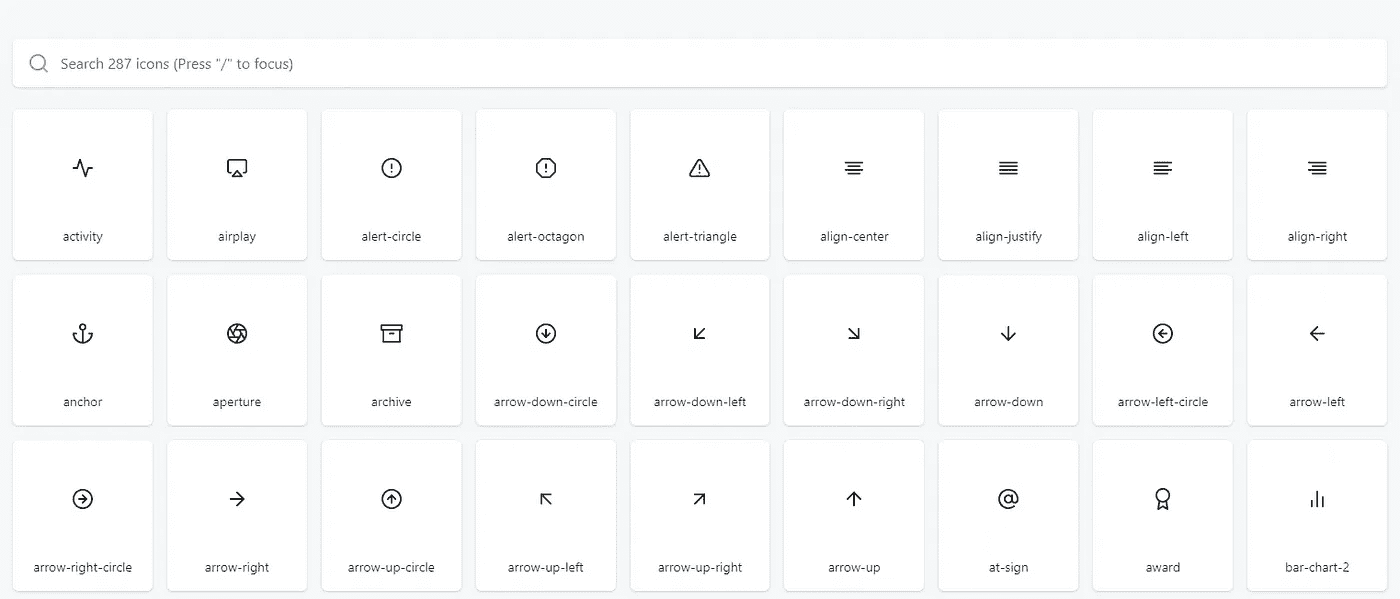 Search 287 icons (Press "/" to focus)
activity airplay alert-circle alert-octagon alert-triangle align-center align-justify align-left align-right
anchor aperture archive arrow-down-circle arrow-down-left arrow-down-right arrow-down arrow-left-circle arrow-left
arrow-right-circle arrow-right arrow-up-circle arrow-up-left arrow-up-right arrow-up at-sign award bar-chart-2